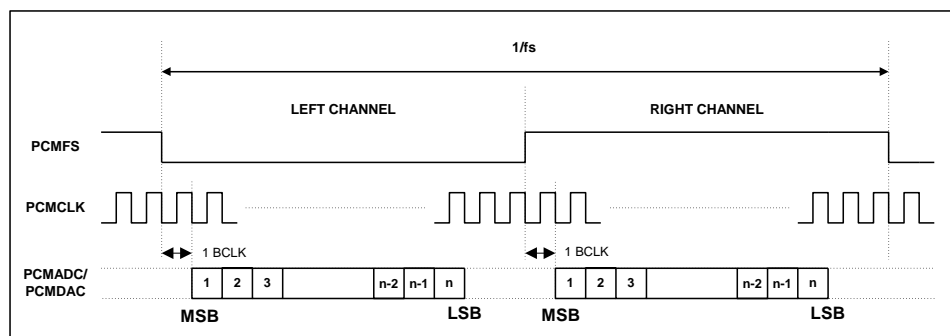 1/fs
LEFT CHANNEL RIGHT CHANNEL
PCMFS
PCMCLK
1 BCLK 1 BCLK
PCMADC/
PCMDAC
1 2 3 n-2 n-1 n 1 2 3 n-2 n-1 n
MSB LSB MSB LSB